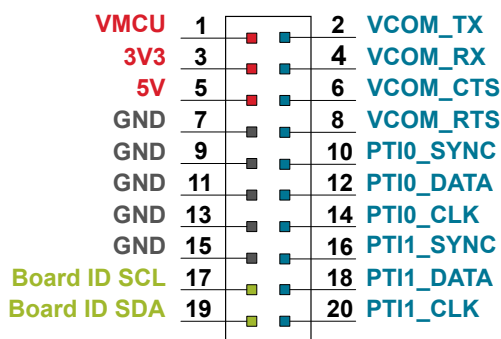 VMCU 1 2 VCOM_TX
3V3 3 4 VCOM_RX
5V 5 6 VCOM_CTS
GND 7 8 VCOM_RTS
GND 9 10 PTI0_SYNC
GND 11 12 PTI0_DATA
GND 13 14 PTI0_CLK
GND 15 16 PTI1_SYNC
Board ID SCL 17 18 PTI1_DATA
Board ID SDA 19 20 PTI1_CLK